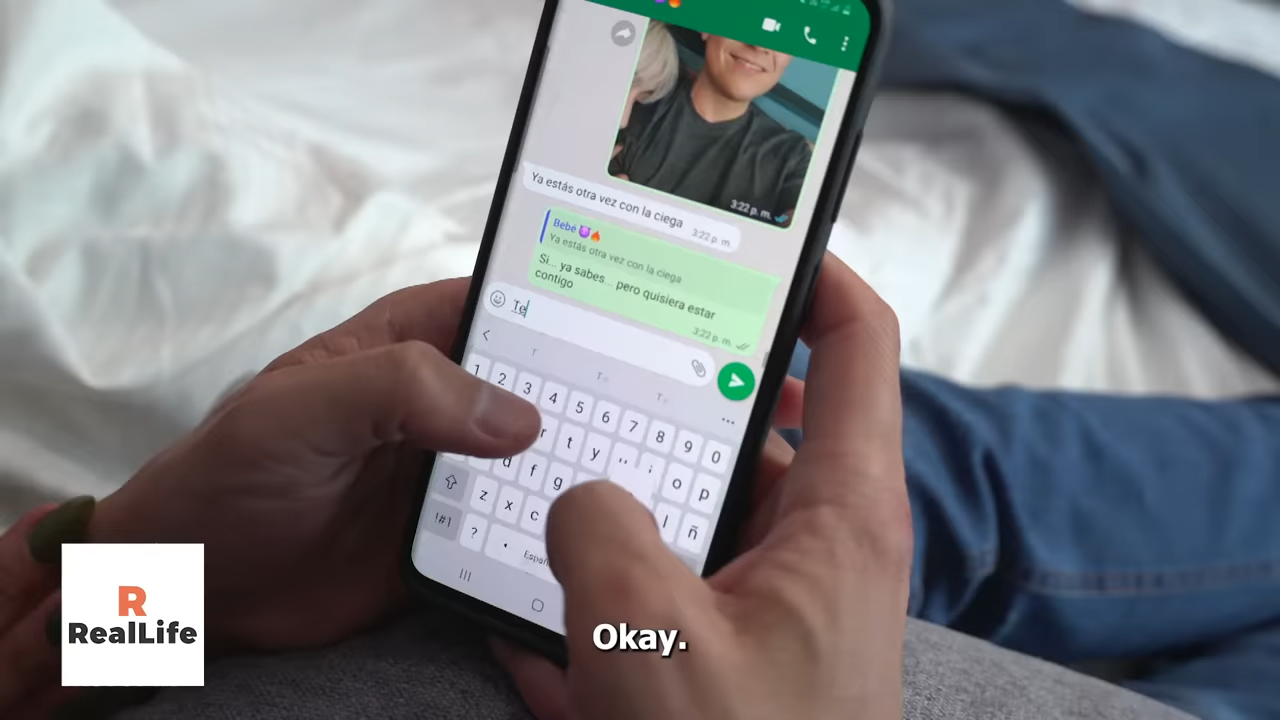 3:22 p. m.
Ya estás otra vez con la ciega 3:22 p. m.
Bebé 😈🔥
Ya estás otra vez con la ciega
Si... ya sabes... pero quisiera estar
contigo
3:22 p. m.
Te
1 2 3 4 5 6 7 8 9 0
r t y o p
d f g l ñ
z x c
!#1 ? Españ
R
RealLife
Okay.